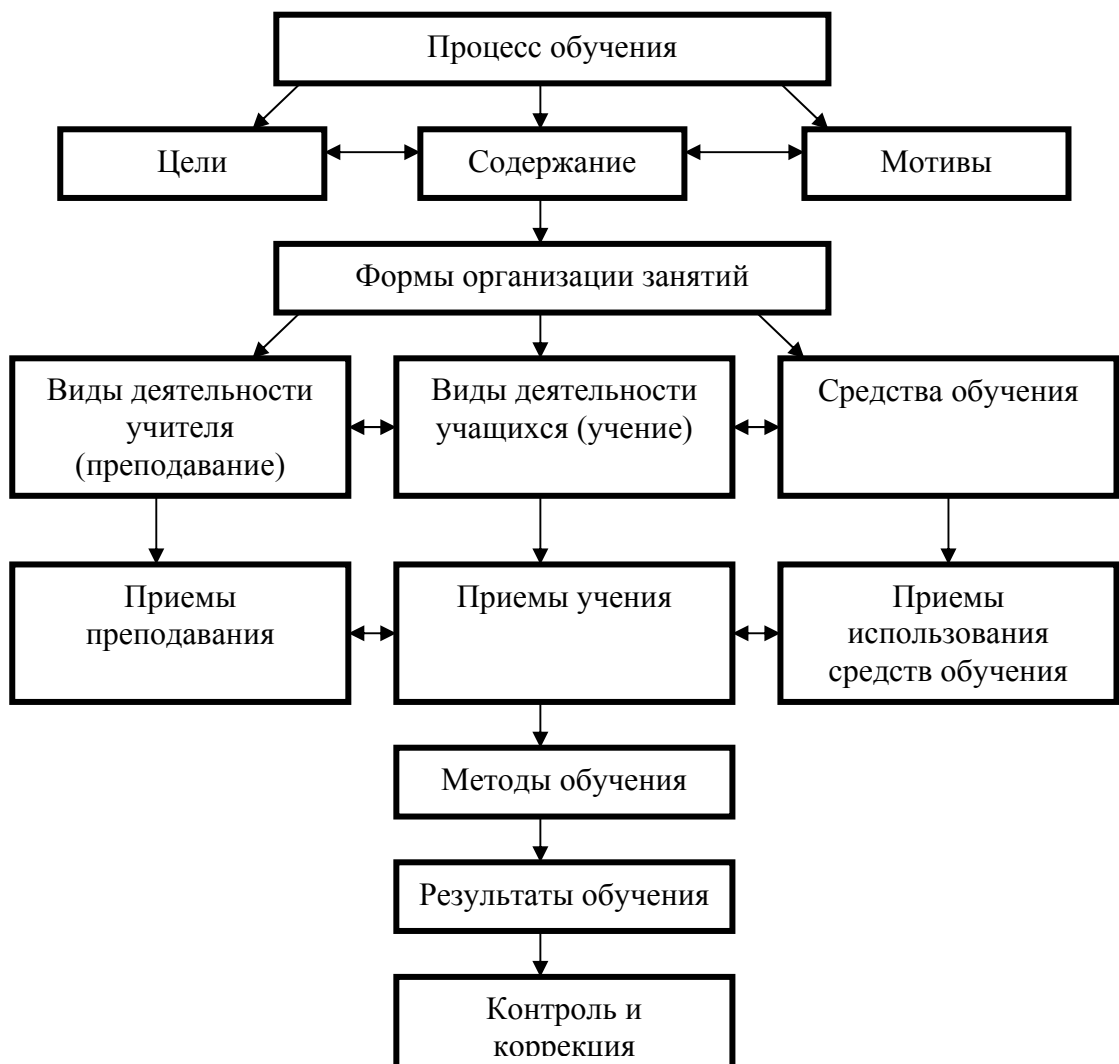 Процесс обучения
Цели
Содержание
Мотивы
Формы организации занятий
Виды деятельности
учителя
(преподавание)
Виды деятельности
учащихся (учение)
Средства обучения
Приемы
преподавания
Приемы учения
Приемы
использования
средств обучения
Методы обучения
Результаты обучения
Контроль и
коррекция